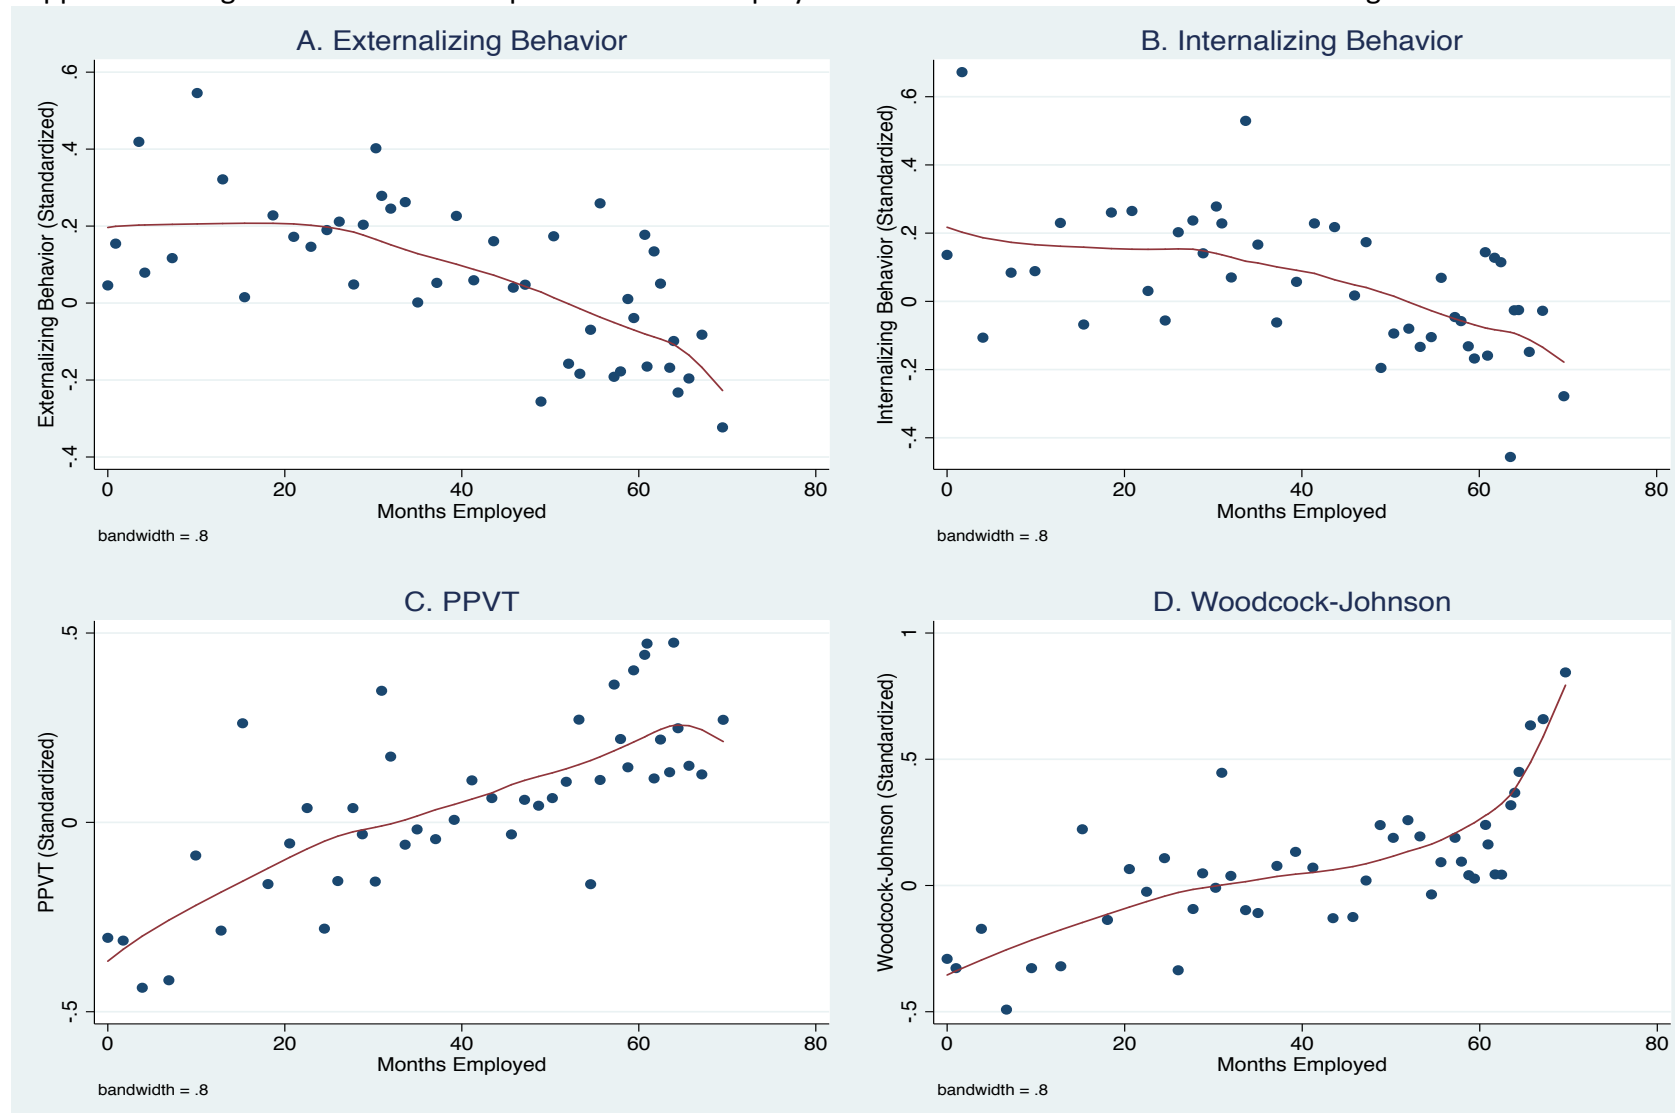 A. Externalizing Behavior
Externalizing Behavior (Standardized)
.6
.4
.2
0
-.2
-.4
0 20 40 60 80
Months Employed
bandwidth = .8
B. Internalizing Behavior
Internalizing Behavior (Standardized)
.6
.4
.2
0
-.2
-.4
0 20 40 60 80
Months Employed
bandwidth = .8
C. PPVT
PPVT (Standardized)
.5
0
-.5
0 20 40 60 80
Months Employed
bandwidth = .8
D. Woodcock-Johnson
Woodcock-Johnson (Standardized)
1
.5
0
-.5
0 20 40 60 80
Months Employed
bandwidth = .8